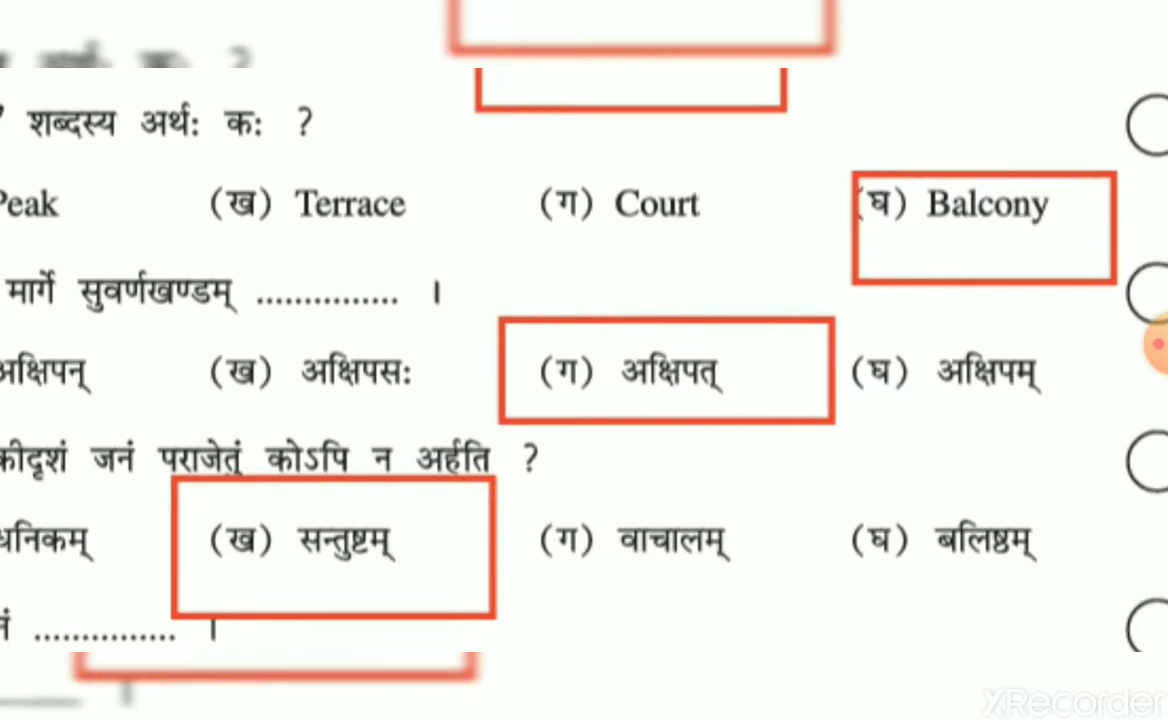 ' शब्दस्य अर्थः कः ?
Peak (ख) Terrace (ग) Court (घ) Balcony
मार्गे सुवर्णखण्डम् ............... ।
अक्षिपन् (ख) अक्षिपसः (ग) अक्षिपत् (घ) अक्षिपम्
कीदृशं जनं पराजेतुं कोऽपि न अर्हति ?
धनिकम् (ख) सन्तुष्टम् (ग) वाचालम् (घ) बलिष्ठम्
............... ।
XRecorder